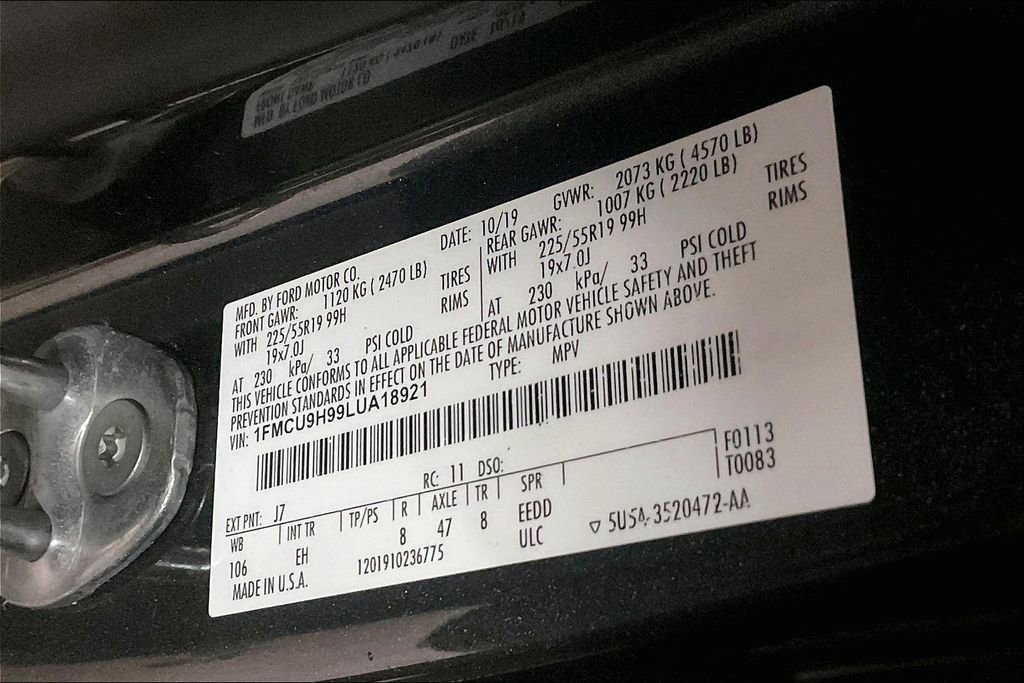 MFD. BY FORD MOTOR CO.
DATE: 10/19 GVWR: 2073 KG ( 4570 LB)
FRONT GAWR: 1120 KG ( 2470 LB)
REAR GAWR: 1007 KG ( 2220 LB)
WITH 225/55R19 99H TIRES
WITH 225/55R19 99H TIRES
19x7.0J RIMS
19x7.0J RIMS
AT 230 kPa/ 33 PSI COLD
AT 230 kPa/ 33 PSI COLD
THIS VEHICLE CONFORMS TO ALL APPLICABLE FEDERAL MOTOR VEHICLE SAFETY AND THEFT
PREVENTION STANDARDS IN EFFECT ON THE DATE OF MANUFACTURE SHOWN ABOVE.
VIN: 1FMCU9H99LUA18921 TYPE: MPV
EXT PNT: J7 RC: 11 DSO: F0113
WB INT TR TP/PS R AXLE TR SPR T0083
106 EH 8 47 8 EEDD
MADE IN U.S.A. 1201910236775 ULC ▽ 5U5A-3520472-AA